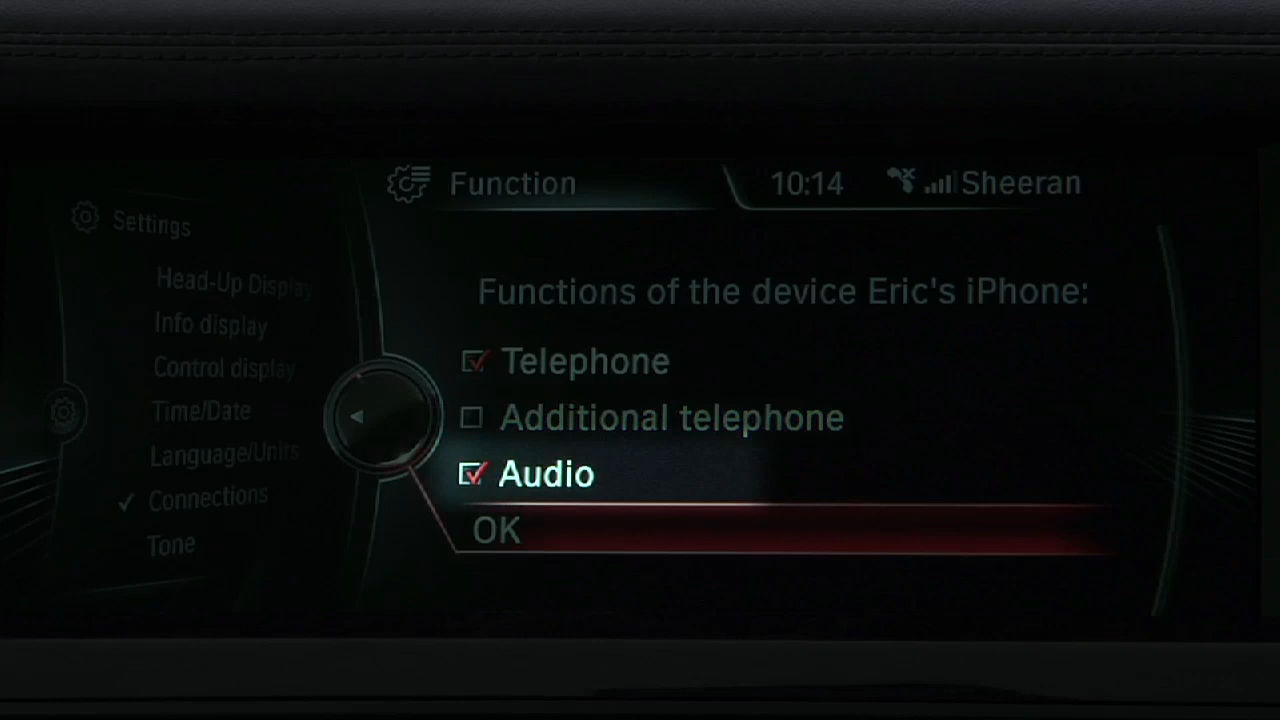 Function
10:14
Sheeran
Settings
Head-Up Display
Info display
Control display
Time/Date
Language/Units
Connections
Tone
Functions of the device Eric's iPhone:
Telephone
Additional telephone
Audio
OK